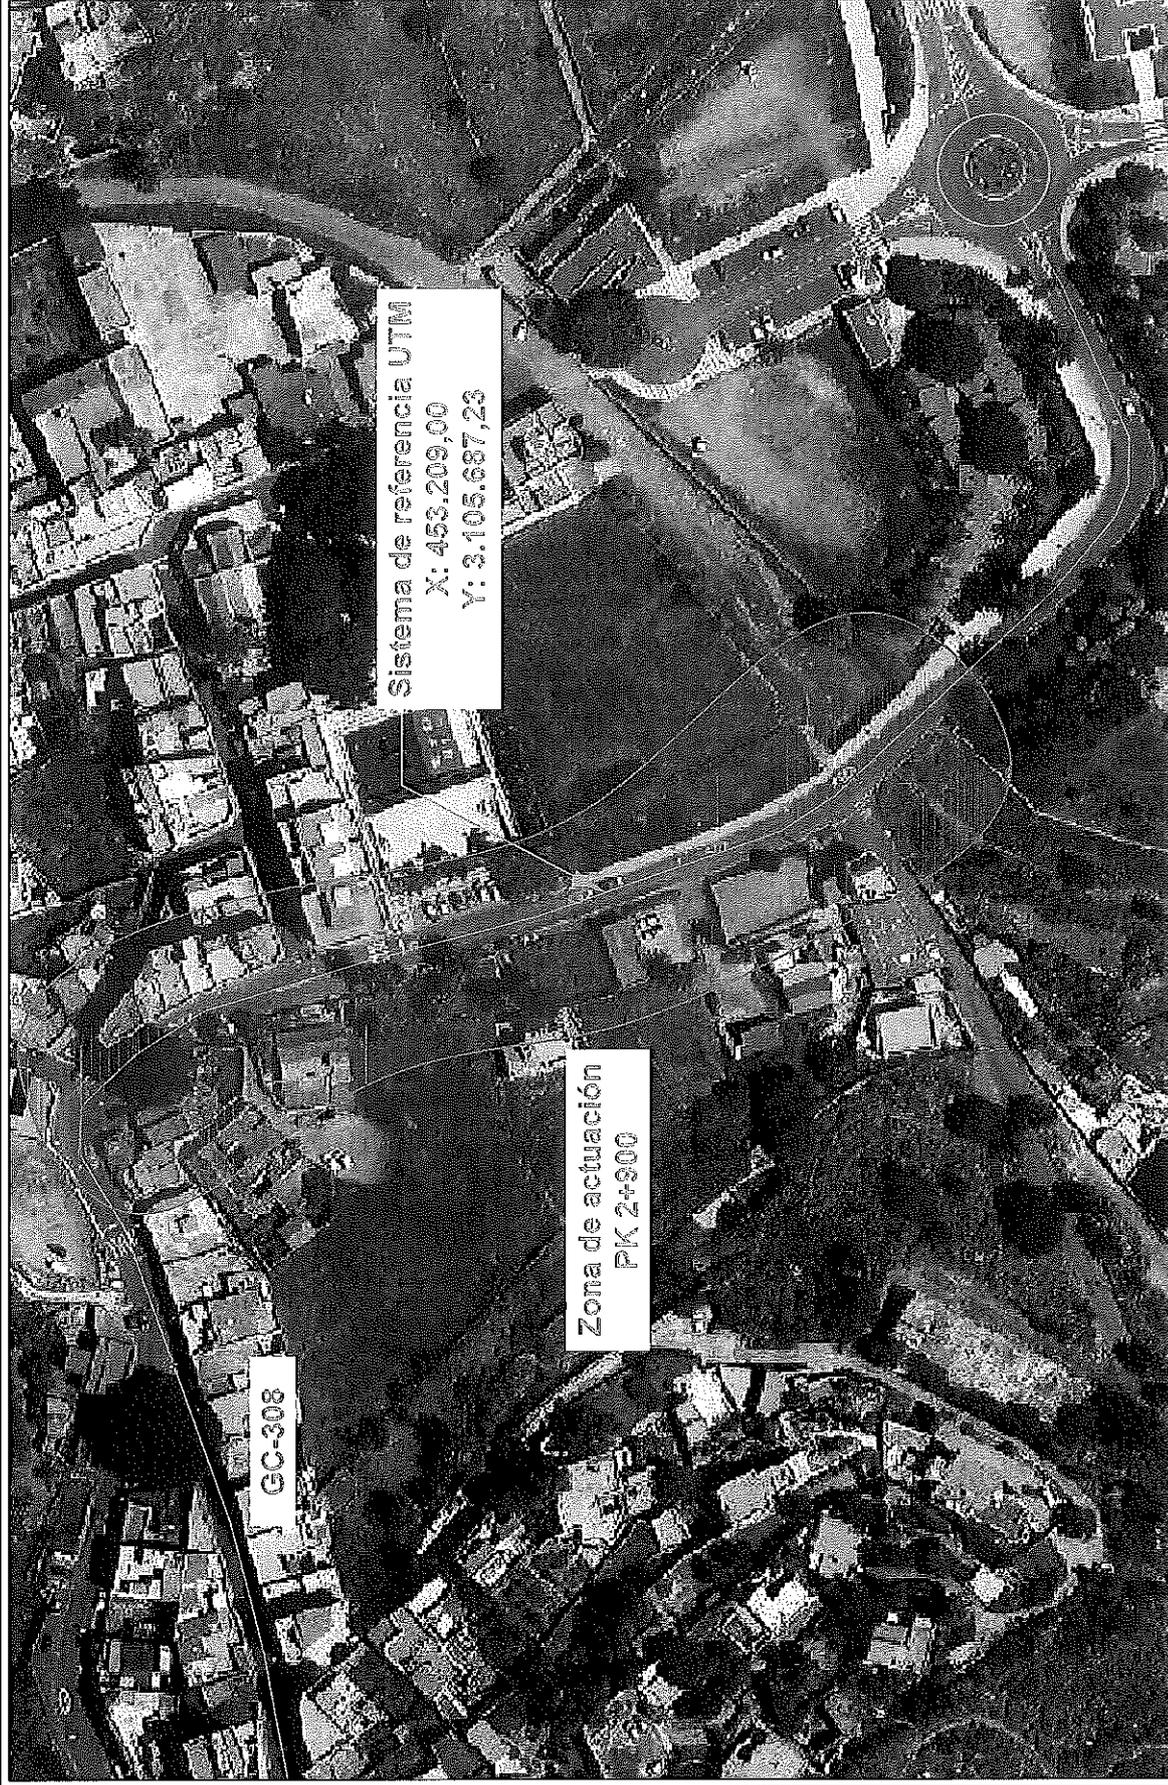 GC-308
Zona de actuación
PK 2+900
Sistema de referencia UTM
X: 453.209,00
Y: 3.105.687,23